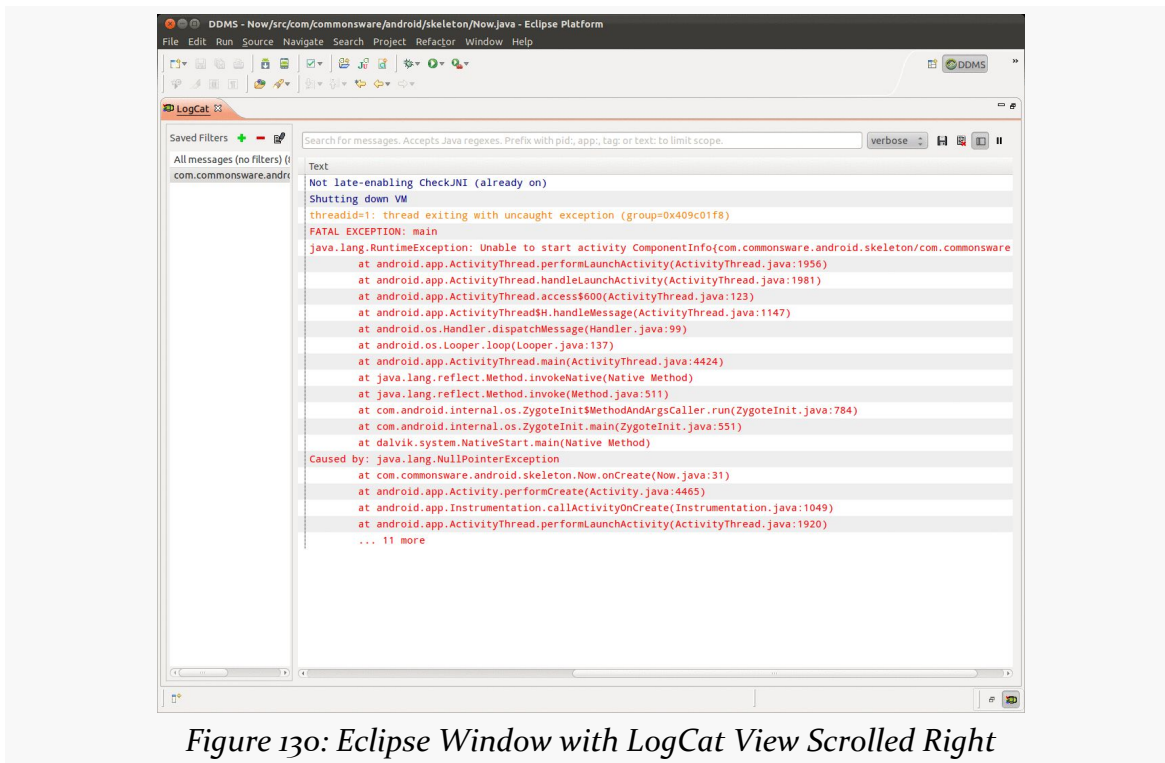 DDMS - Now/src/com/commonsware/android/skeleton/Now.java - Eclipse Platform
File Edit Run Source Navigate Search Project Refactor Window Help
DDMS
»
LogCat
Saved Filters
Search for messages. Accepts Java regexes. Prefix with pid:, app:, tag: or text: to limit scope.
verbose
All messages (no filters) (
com.commonsware.andr
Text
Not late-enabling CheckJNI (already on)
Shutting down VM
threadid=1: thread exiting with uncaught exception (group=0x409c01f8)
FATAL EXCEPTION: main
java.lang.RuntimeException: Unable to start activity ComponentInfo{com.commonsware.android.skeleton/com.commonsware
at android.app.ActivityThread.performLaunchActivity(ActivityThread.java:1956)
at android.app.ActivityThread.handleLaunchActivity(ActivityThread.java:1981)
at android.app.ActivityThread.access$600(ActivityThread.java:123)
at android.app.ActivityThread$H.handleMessage(ActivityThread.java:1147)
at android.os.Handler.dispatchMessage(Handler.java:99)
at android.os.Looper.loop(Looper.java:137)
at android.app.ActivityThread.main(ActivityThread.java:4424)
at java.lang.reflect.Method.invokeNative(Native Method)
at java.lang.reflect.Method.invoke(Method.java:511)
at com.android.internal.os.ZygoteInit$MethodAndArgsCaller.run(ZygoteInit.java:784)
at com.android.internal.os.ZygoteInit.main(ZygoteInit.java:551)
at dalvik.system.NativeStart.main(Native Method)
Caused by: java.lang.NullPointerException
at com.commonsware.android.skeleton.Now.onCreate(Now.java:31)
at android.app.Activity.performCreate(Activity.java:4465)
at android.app.Instrumentation.callActivityOnCreate(Instrumentation.java:1049)
at android.app.ActivityThread.performLaunchActivity(ActivityThread.java:1920)
... 11 more
Figure 130: Eclipse Window with LogCat View Scrolled Right